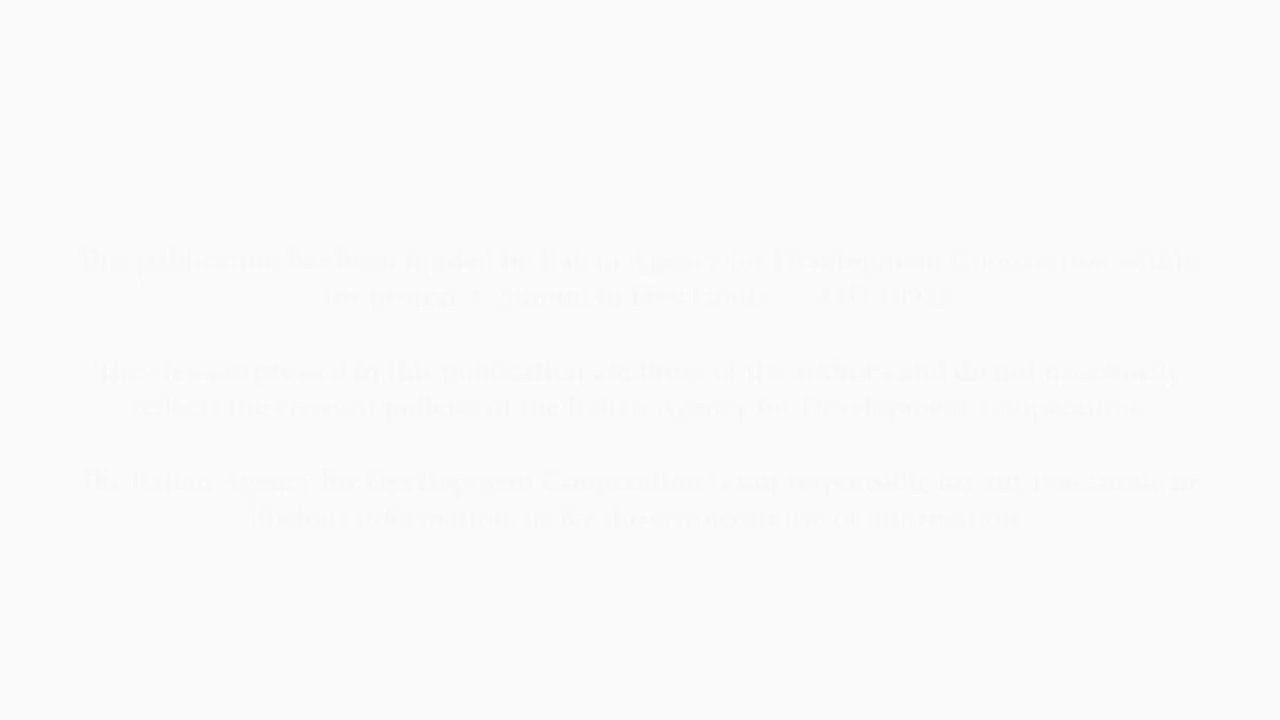 This publication has been funded by Italian Agency for Development Cooperation within
the project
The views expressed in this publication are those of the author's and do not necessarily
reflect the views or policies of the Italian Agency for Development Cooperation.
The Italian Agency for Development Cooperation is not responsible for any inaccurate or
information or for the use of information